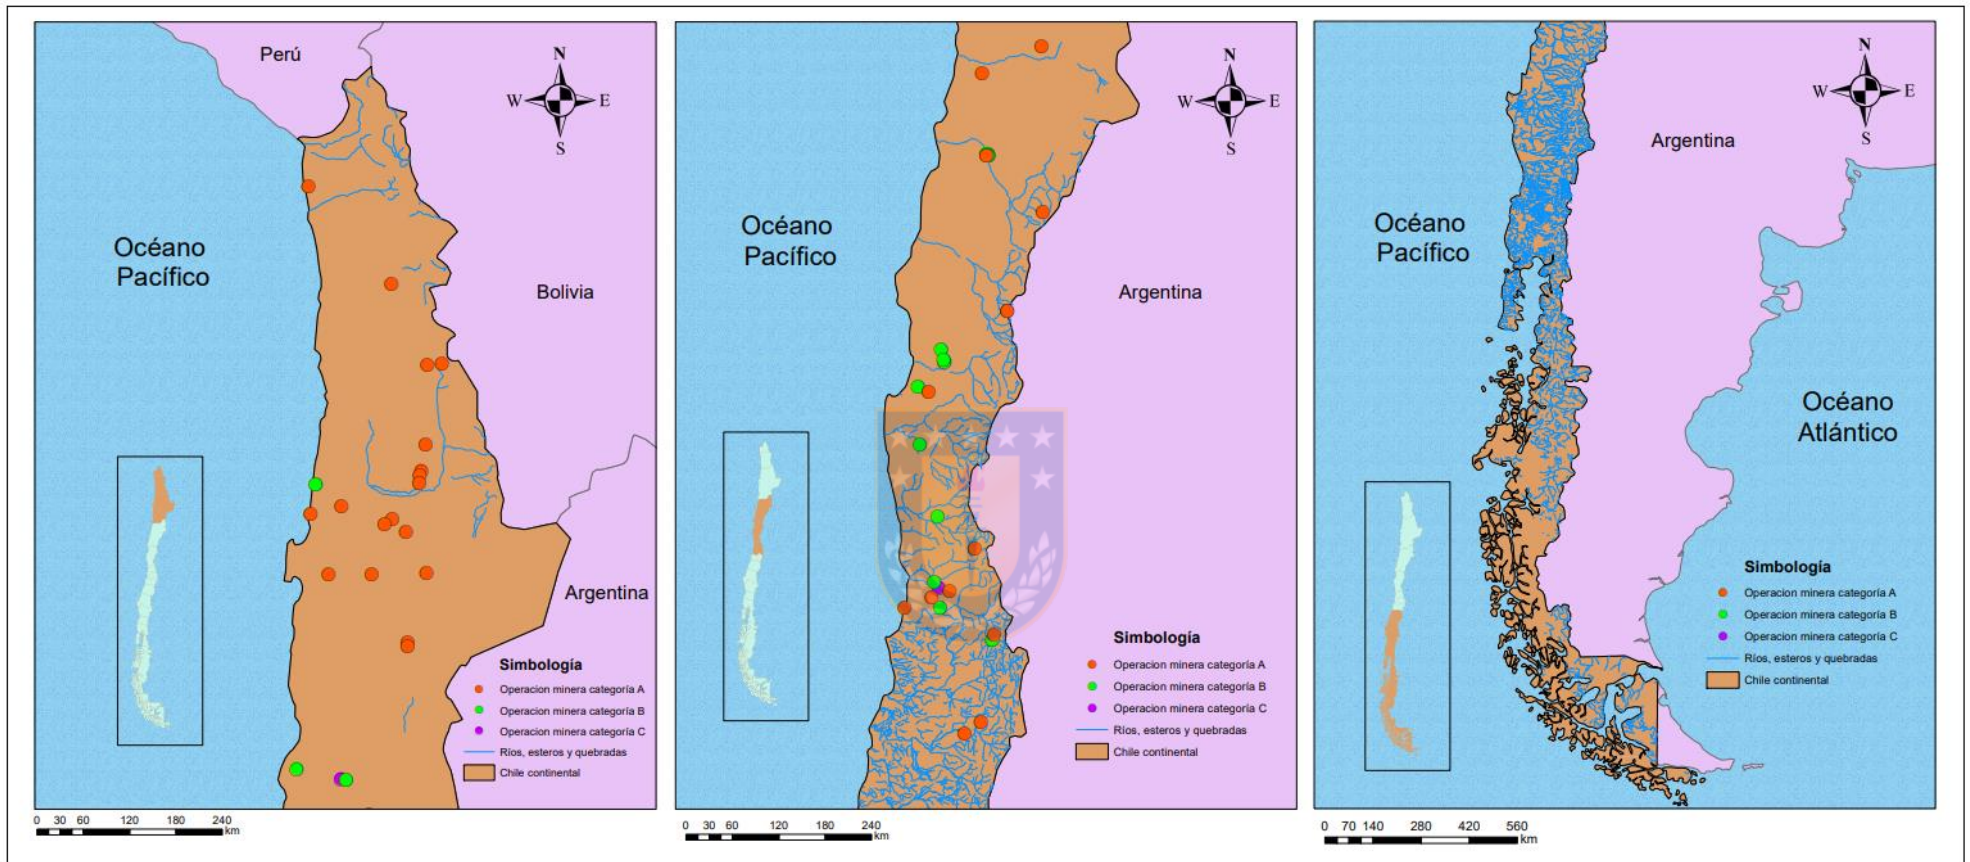 Perú
N
W
E
S
Océano
Pacífico
Bolivia
Argentina
Simbología
Operacion minera categoría A
Operacion minera categoría B
Operacion minera categoría C
Ríos, esteros y quebradas
Chile continental
0 30 60 120 180 240
km
N
W
E
S
Océano
Pacífico
Argentina
Simbología
Operacion minera categoría A
Operacion minera categoría B
Operacion minera categoría C
Ríos, esteros y quebradas
Chile continental
0 30 60 120 180 240
km
N
W
E
S
Argentina
Océano
Pacífico
Océano
Atlántico
Simbología
Operacion minera categoría A
Operacion minera categoría B
Operacion minera categoría C
Ríos, esteros y quebradas
Chile continental
0 70 140 280 420 560
km